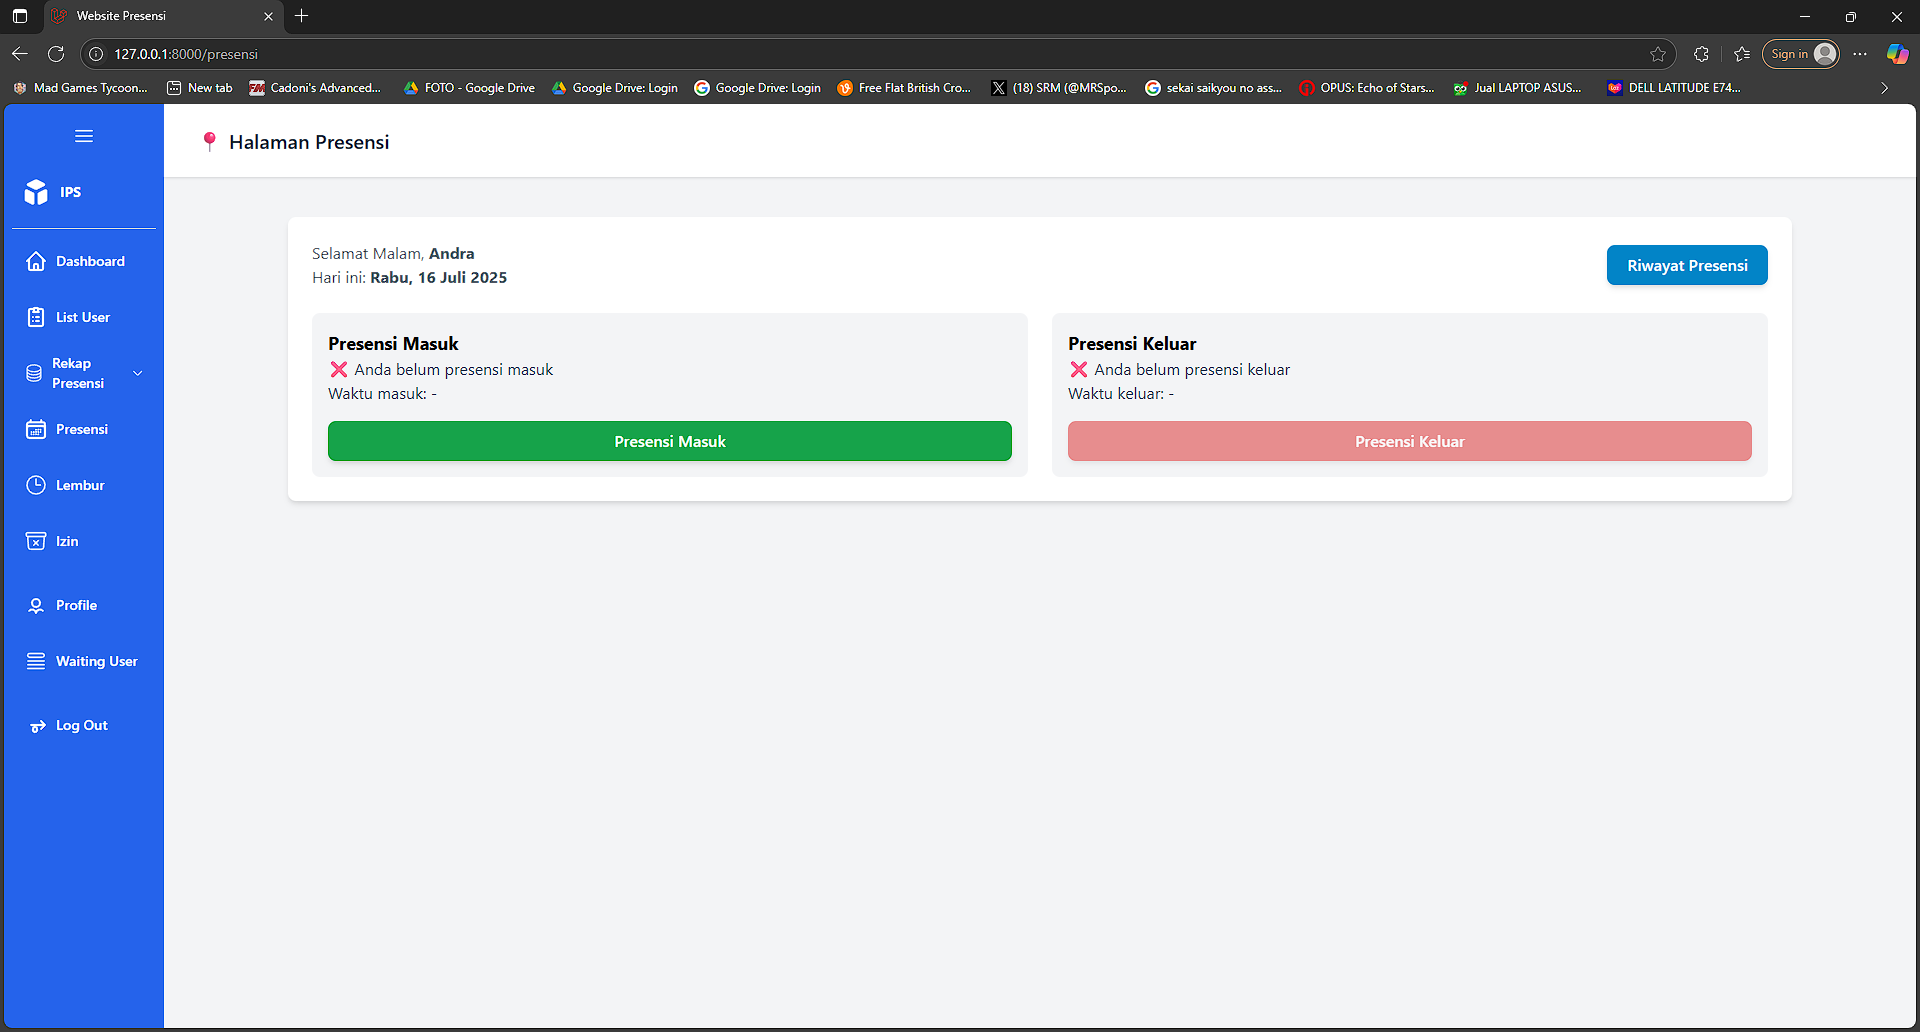 Website Presensi
127.0.0.1:8000/presensi
Sign in
Mad Games Tycoon...
New tab
Cadoni's Advanced...
FOTO - Google Drive
Google Drive: Login
Google Drive: Login
Free Flat British Cro...
(18) SRM (@MRSpo...
sekai saikyou no ass...
OPUS: Echo of Stars...
Jual LAPTOP ASUS...
DELL LATITUDE E74...
IPS
Dashboard
List User
Rekap
Presensi
Presensi
Lembur
Izin
Profile
Waiting User
Log Out
Halaman Presensi
Selamat Malam, Andra
Hari ini: Rabu, 16 Juli 2025
Riwayat Presensi
Presensi Masuk
Anda belum presensi masuk
Waktu masuk: -
Presensi Masuk
Presensi Keluar
Anda belum presensi keluar
Waktu keluar: -
Presensi Keluar